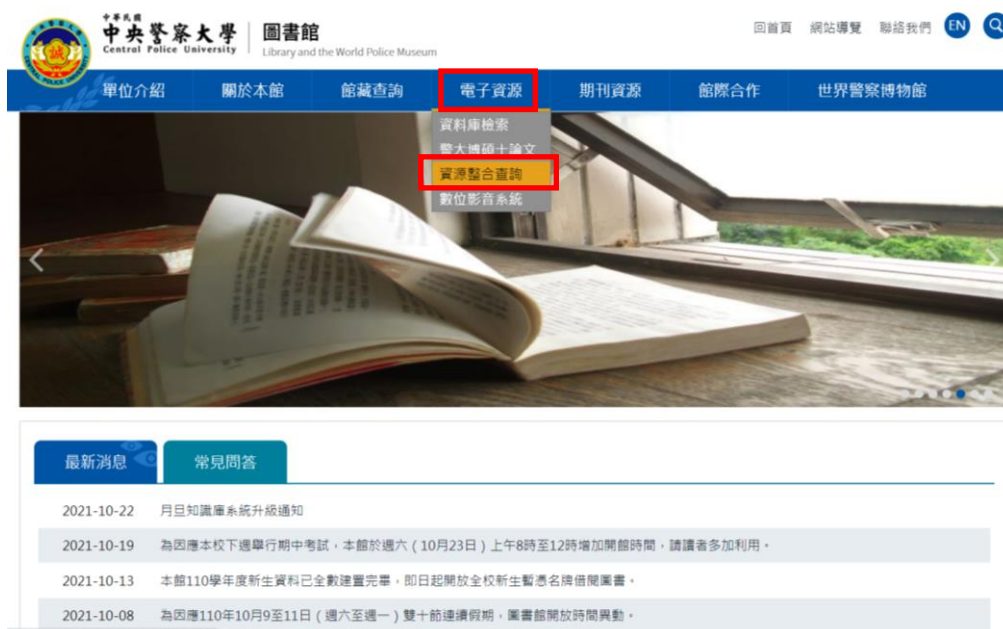 中華民國
中央警察大學
Central Police University
圖書館
Library and the World Police Museum
回首頁 網站導覽 聯絡我們 EN
單位介紹 關於本館 館藏查詢 電子資源 期刊資源 館際合作 世界警察博物館
資料庫檢索
警大博碩士論文
資源整合查詢
數位影音系統
最新消息 常見問答
2021-10-22 月旦知識庫系統升級通知
2021-10-19 為因應本校下週舉行期中考試，本館於週六（10月23日）上午8時至12時增加開館時間，請讀者多加利用。
2021-10-13 本館110學年度新生資料已全數建置完畢，即日起開放全校新生暫憑名牌借閱圖書。
2021-10-08 為因應110年10月9至11日（週六至週一）雙十節連續假期，圖書館開放時間異動。